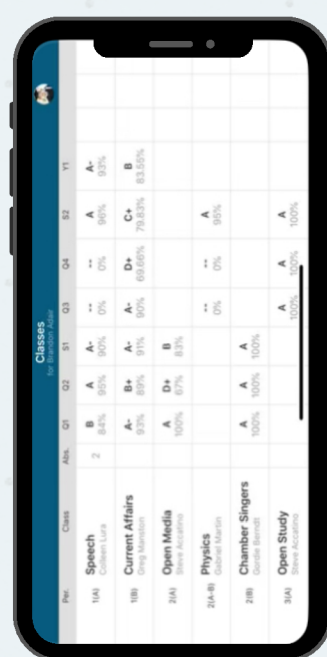 Classes
for Brandon Adair
Per. Class Abs. Q1 Q2 S1 Q3 Q4 S2 Y1
1(A) Speech 2 B A A- -- -- A A-
Colleen Lura 84% 95% 90% 0% 0% 96% 93%
1(B) Current Affairs A- B+ A- A- D+ C+ B
Greg Manston 93% 89% 91% 90% 69.66% 79.83% 83.55%
2(A) Open Media A D+ B
Steve Accatino 100% 67% 83%
2(A-B) Physics -- -- A
Gabriel Martin 0% 0% 95%
2(B) Chamber Singers A A A
Gordie Berndt 100% 100% 100%
3(A) Open Study A A A
Steve Accatino 100% 100% 100%